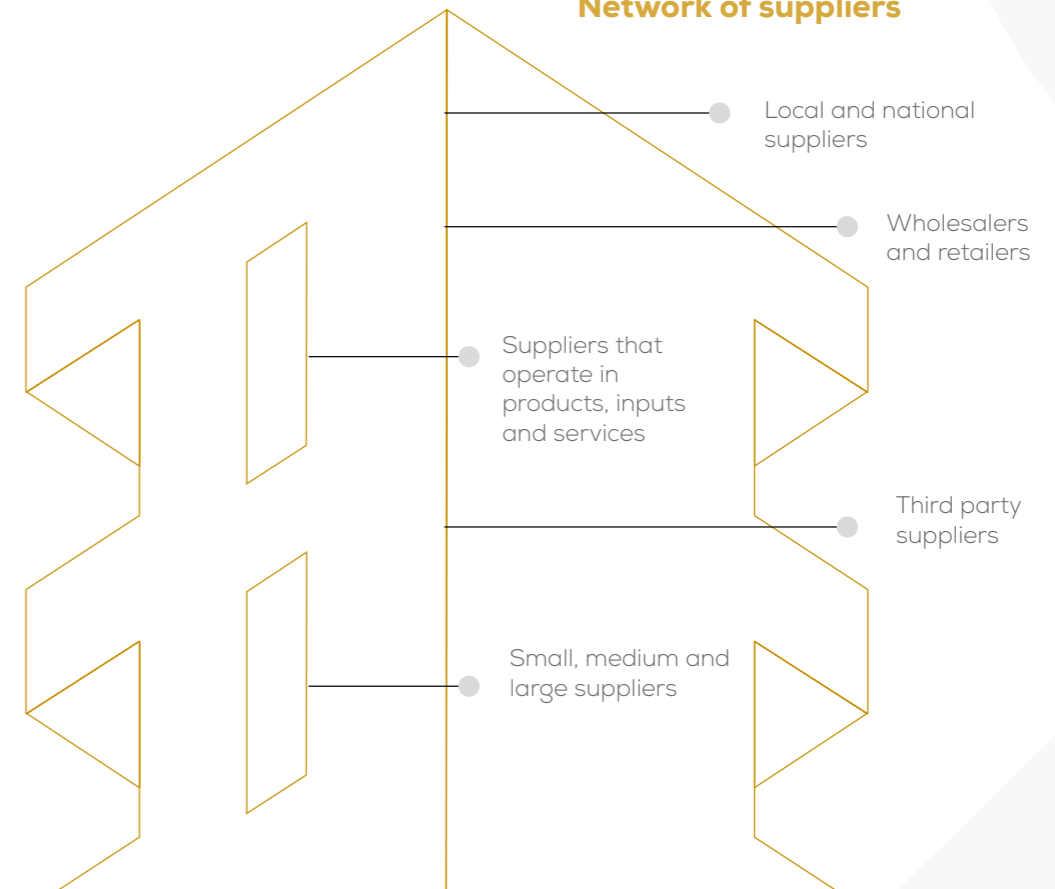 Network of suppliers
Local and national
suppliers
Wholesalers
and retailers
Suppliers that
operate in
products, inputs
and services
Third party
suppliers
Small, medium and
large suppliers